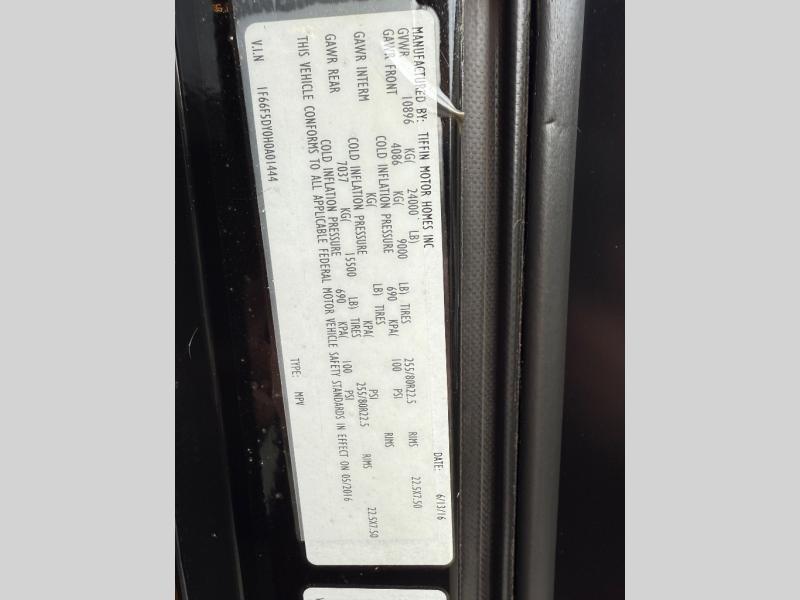 MANUFACTURED BY: TIFFIN MOTOR HOMES INC DATE: 6/13/16
GVWR 10896 KG( 24000 LB)
GAWR FRONT 4086 KG( 9000 LB) TIRES 255/80R22.5 RIMS 22.5X7.50
COLD INFLATION PRESSURE 690 KPA( 100 PSI
GAWR INTERM KG( LB) TIRES RIMS
COLD INFLATION PRESSURE KPA( PSI
GAWR REAR 7037 KG( 15500 LB) TIRES 255/80R22.5 RIMS 22.5X7.50
COLD INFLATION PRESSURE 690 KPA( 100 PSI
THIS VEHICLE CONFORMS TO ALL APPLICABLE FEDERAL MOTOR VEHICLE SAFETY STANDARDS IN EFFECT ON 05/2016
V.I.N 1F66F5DY0H0A01444 TYPE: MPV